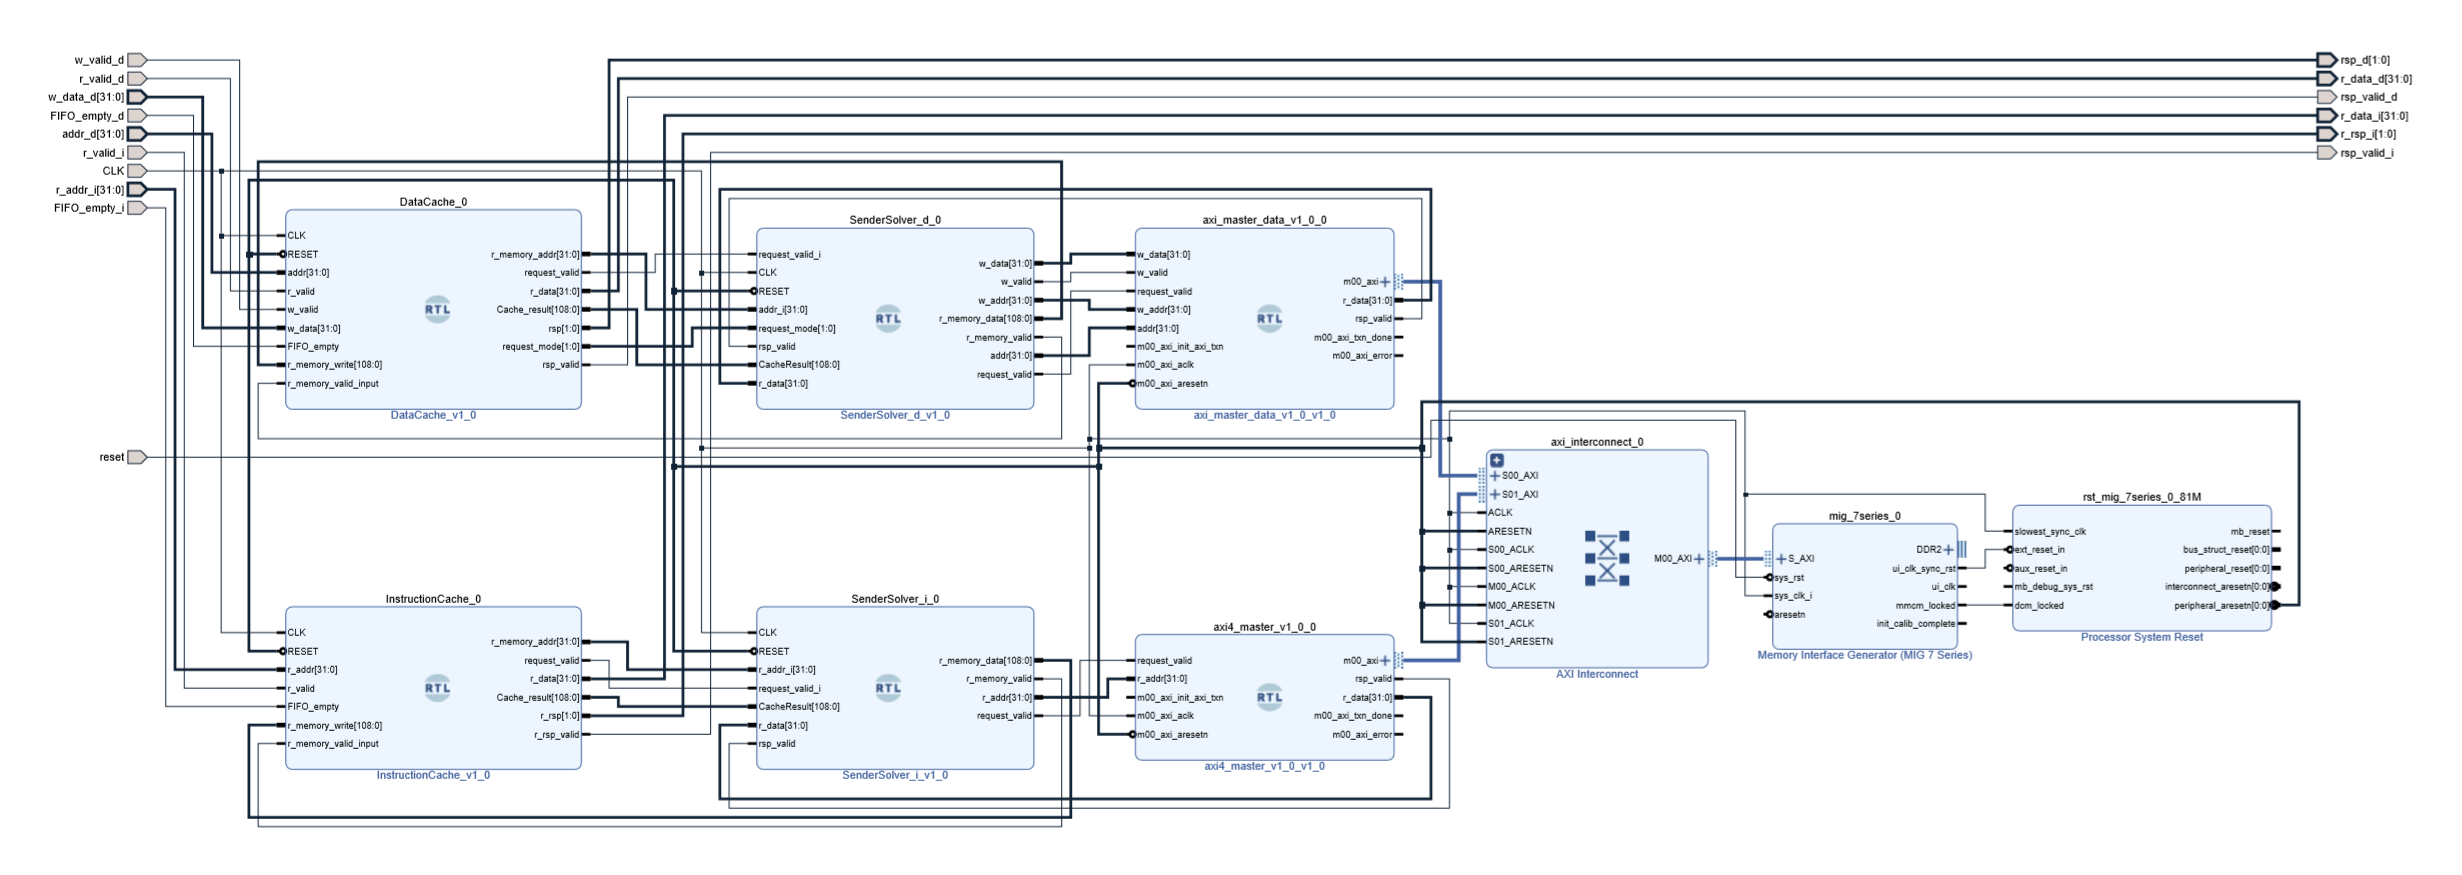 w_valid_d
r_valid_d
w_data_d[31:0]
FIFO_empty_d
addr_d[31:0]
r_valid_i
CLK
r_addr_i[31:0]
FIFO_empty_i
reset
rsp_d[1:0]
r_data_d[31:0]
rsp_valid_d
r_data_i[31:0]
r_rsp_i[1:0]
rsp_valid_i
DataCache_0
CLK
RESET
addr[31:0]
r_valid
w_valid
w_data[31:0]
FIFO_empty
r_memory_write[108:0]
r_memory_valid_input
r_memory_addr[31:0]
request_valid
r_data[31:0]
Cache_result[108:0]
rsp[1:0]
request_mode[1:0]
rsp_valid
RTL
DataCache_v1_0
SenderSolver_d_0
request_valid_i
CLK
RESET
addr_i[31:0]
request_mode[1:0]
rsp_valid
CacheResult[108:0]
r_data[31:0]
w_data[31:0]
w_valid
w_addr[31:0]
r_memory_data[108:0]
r_memory_valid
addr[31:0]
request_valid
RTL
SenderSolver_d_v1_0
axi_master_data_v1_0_0
w_data[31:0]
w_valid
request_valid
w_addr[31:0]
addr[31:0]
m00_axi_init_axi_txn
m00_axi_aclk
m00_axi_aresetn
m00_axi
r_data[31:0]
rsp_valid
m00_axi_txn_done
m00_axi_error
RTL
axi_master_data_v1_0_v1_0
InstructionCache_0
CLK
RESET
r_addr[31:0]
r_valid
FIFO_empty
r_memory_write[108:0]
r_memory_valid_input
r_memory_addr[31:0]
request_valid
r_data[31:0]
Cache_result[108:0]
r_rsp[1:0]
r_rsp_valid
RTL
InstructionCache_v1_0
SenderSolver_i_0
CLK
RESET
r_addr_i[31:0]
request_valid_i
CacheResult[108:0]
r_data[31:0]
rsp_valid
r_memory_data[108:0]
r_memory_valid
r_addr[31:0]
request_valid
RTL
SenderSolver_i_v1_0
axi4_master_v1_0_0
request_valid
r_addr[31:0]
m00_axi_init_axi_txn
m00_axi_aclk
m00_axi_aresetn
m00_axi
rsp_valid
r_data[31:0]
m00_axi_txn_done
m00_axi_error
RTL
axi4_master_v1_0_v1_0
axi_interconnect_0
S00_AXI
S01_AXI
ACLK
ARESETN
S00_ACLK
S00_ARESETN
M00_ACLK
M00_ARESETN
S01_ACLK
S01_ARESETN
M00_AXI
AXI Interconnect
mig_7series_0
S_AXI
sys_rst
sys_clk_i
aresetn
DDR2
ui_clk_sync_rst
ui_clk
mmcm_locked
init_calib_complete
Memory Interface Generator (MIG 7 Series)
rst_mig_7series_0_81M
slowest_sync_clk
ext_reset_in
aux_reset_in
mb_debug_sys_rst
dcm_locked
mb_reset
bus_struct_reset[0:0]
peripheral_reset[0:0]
interconnect_aresetn[0:0]
peripheral_aresetn[0:0]
Processor System Reset